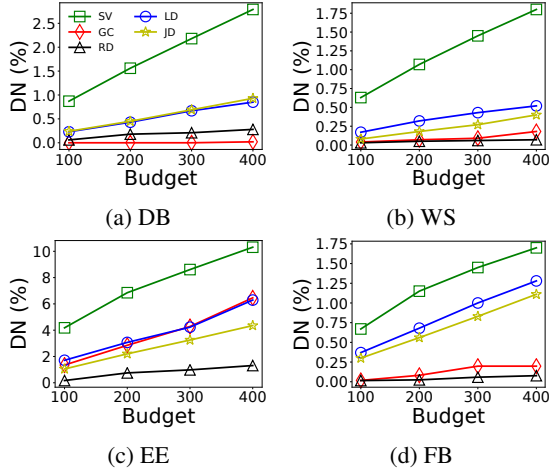 SV LD
GC JD
RD
DN (%)
2.5
2.0
1.5
1.0
0.5
0.0
100 200 300 400
Budget
(a) DB
DN (%)
1.75
1.50
1.25
1.00
0.75
0.50
0.25
0.00
100 200 300 400
Budget
(b) WS
DN (%)
10
8
6
4
2
0
100 200 300 400
Budget
(c) EE
DN (%)
1.75
1.50
1.25
1.00
0.75
0.50
0.25
0.00
100 200 300 400
Budget
(d) FB